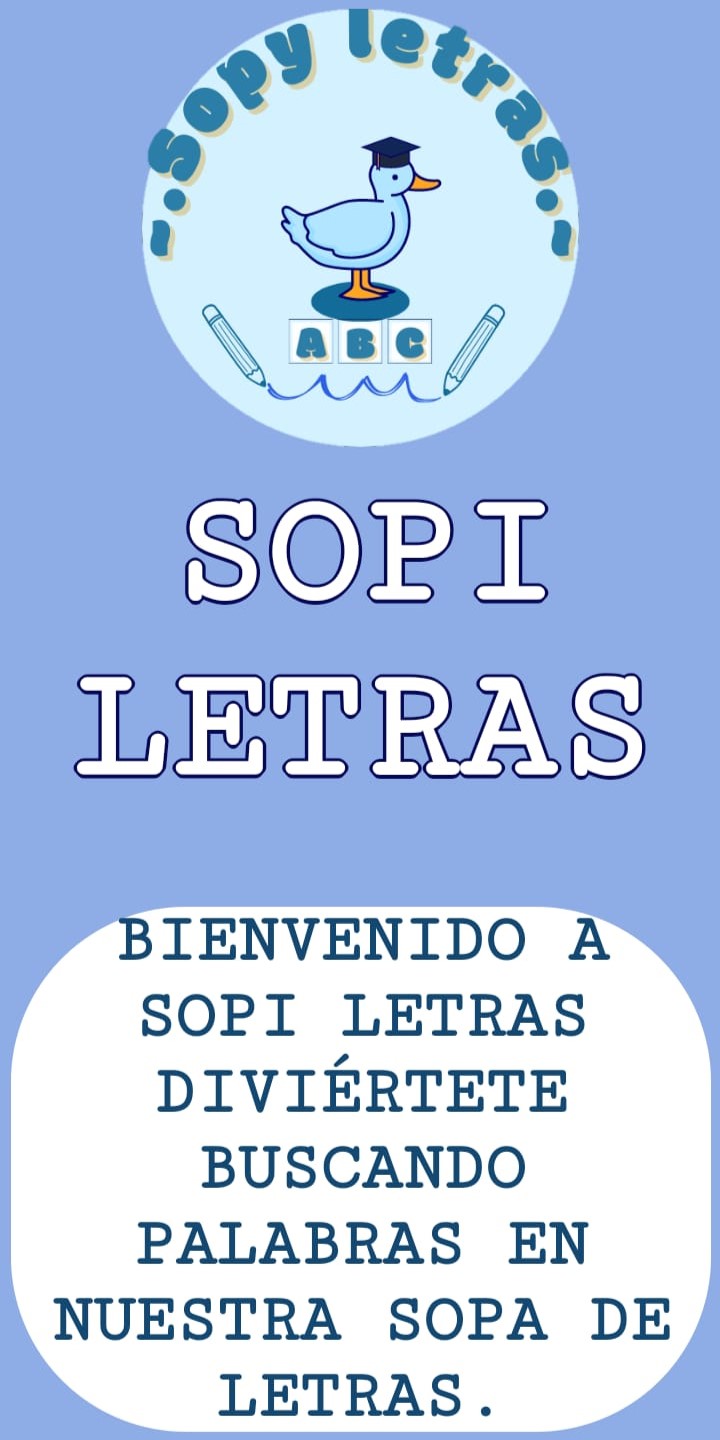 -.Sopy letras.-
A B C
SOPI
LETRAS
BIENVENIDO A
SOPI LETRAS
DIVIÉRTETE
BUSCANDO
PALABRAS EN
NUESTRA SOPA DE
LETRAS.